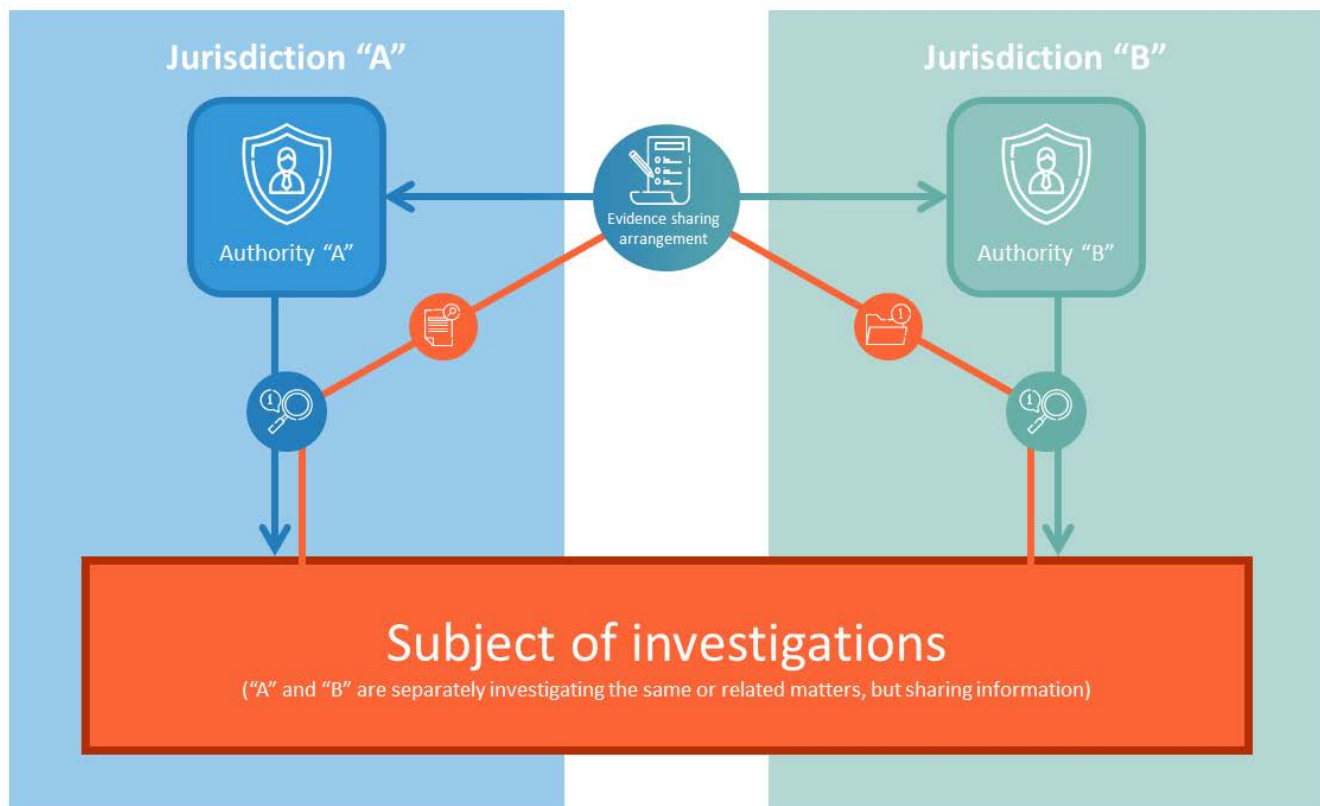 Jurisdiction “A”
Jurisdiction “B”
Authority “A”
Evidence sharing
arrangement
Authority “B”
Subject of investigations
(“A” and “B” are separately investigating the same or related matters, but sharing information)